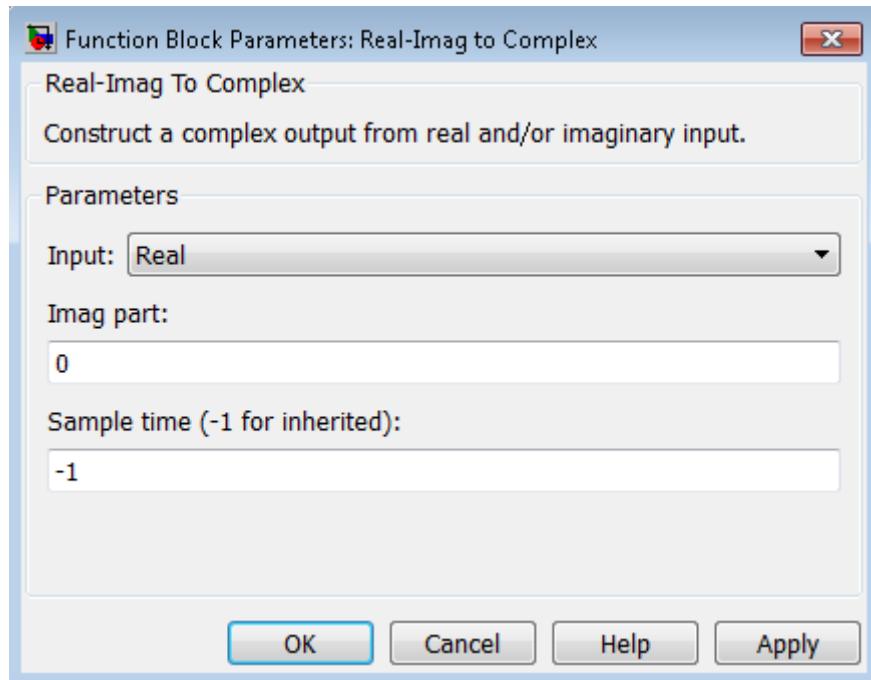 Function Block Parameters: Real-Imag to Complex
Real-Imag To Complex
Construct a complex output from real and/or imaginary input.
Parameters
Input: Real
Imag part:
0
Sample time (-1 for inherited):
-1
OK Cancel Help Apply